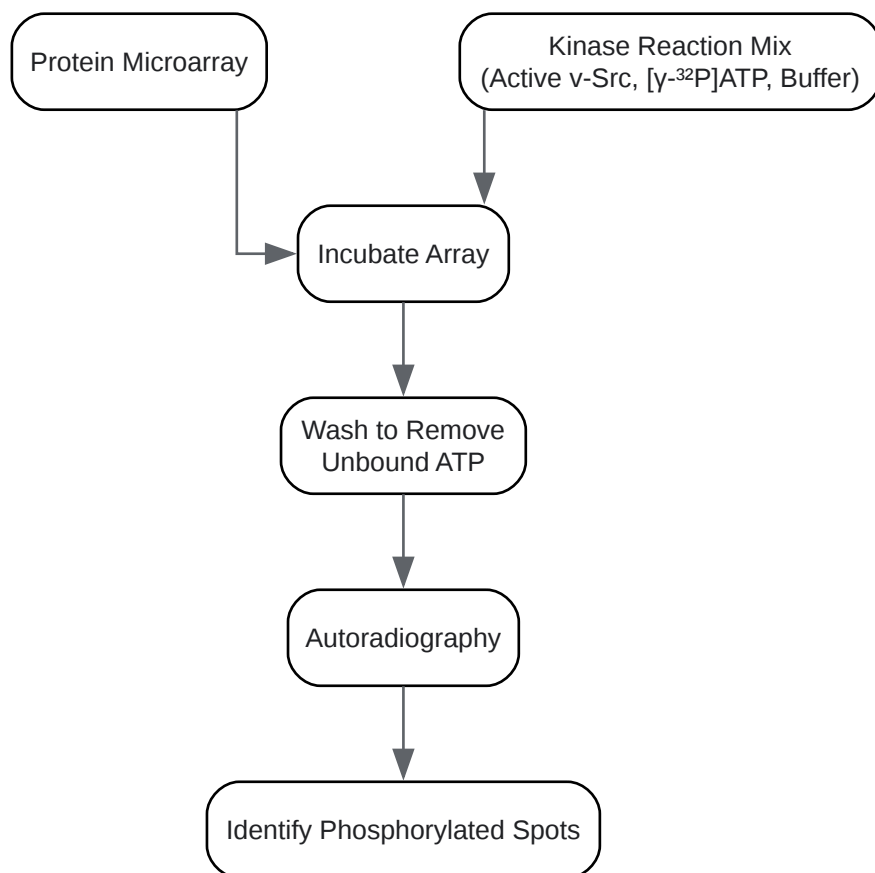 Protein Microarray
Kinase Reaction Mix
(Active v-Src, [γ-³²P]ATP, Buffer)
Incubate Array
Wash to Remove
Unbound ATP
Autoradiography
Identify Phosphorylated Spots